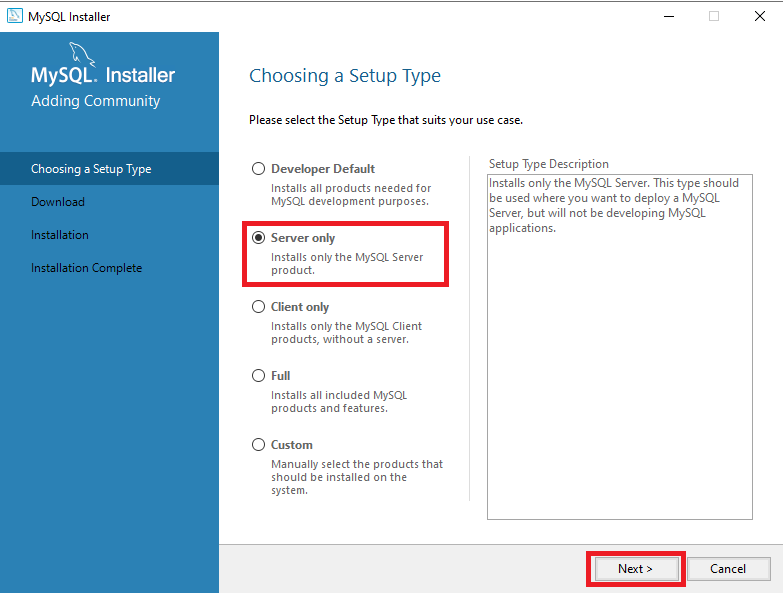 MySQL Installer
MySQL. Installer
Adding Community
Choosing a Setup Type
Download
Installation
Installation Complete
Choosing a Setup Type
Please select the Setup Type that suits your use case.
Developer Default
Installs all products needed for
MySQL development purposes.
Server only
Installs only the MySQL Server
product.
Client only
Installs only the MySQL Client
products, without a server.
Full
Installs all included MySQL
products and features.
Custom
Manually select the products that
should be installed on the
system.
Setup Type Description
Installs only the MySQL Server. This type should
be used where you want to deploy a MySQL
Server, but will not be developing MySQL
applications.
Next >
Cancel